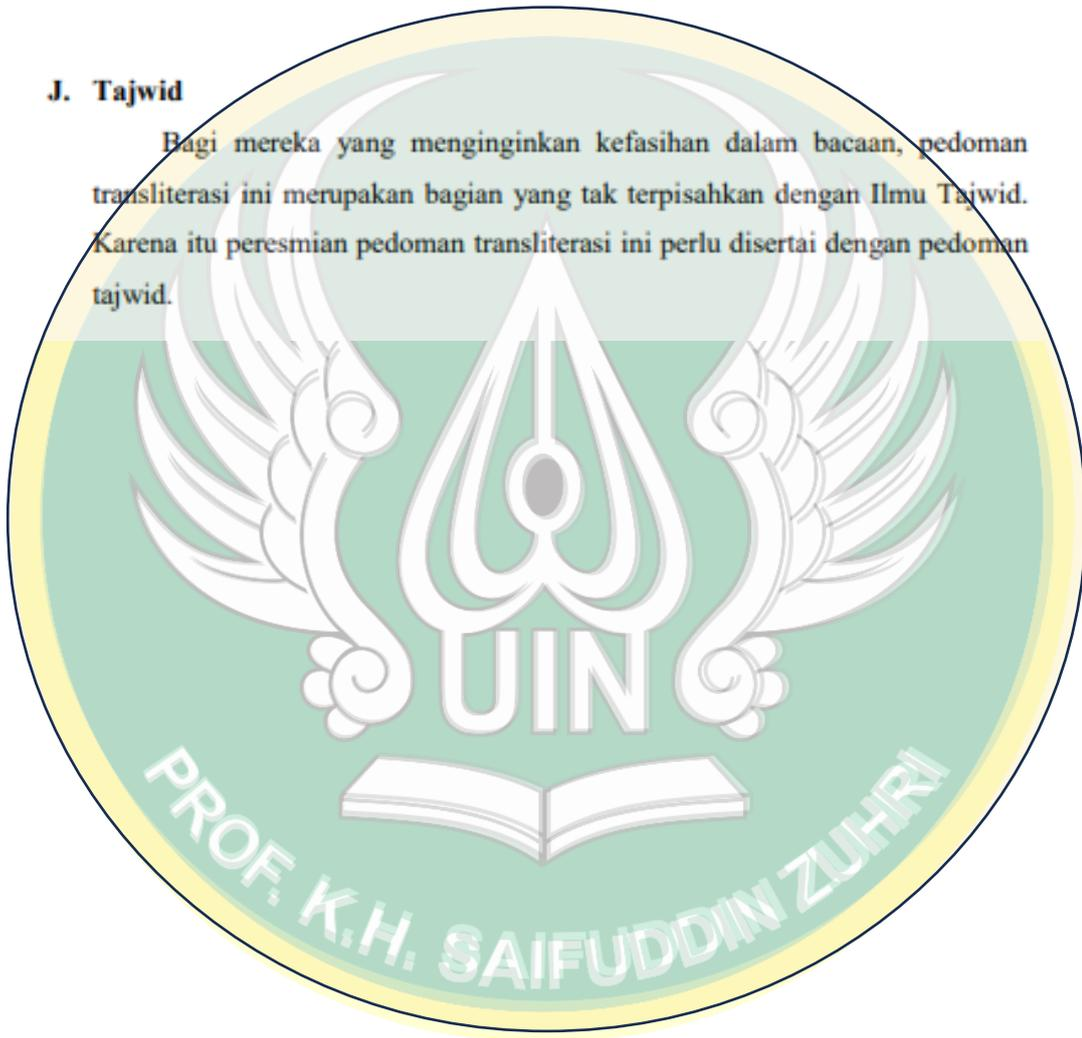 J. Tajwid
Bagi mereka yang menginginkan kefasihan dalam bacaan, pedoman
transliterasi ini merupakan bagian yang tak terpisahkan dengan Ilmu Tajwid.
Karena itu peresmian pedoman transliterasi ini perlu disertai dengan pedoman
tajwid.
UIN
PROF. K.H. SAIFUDDIN ZUHRI